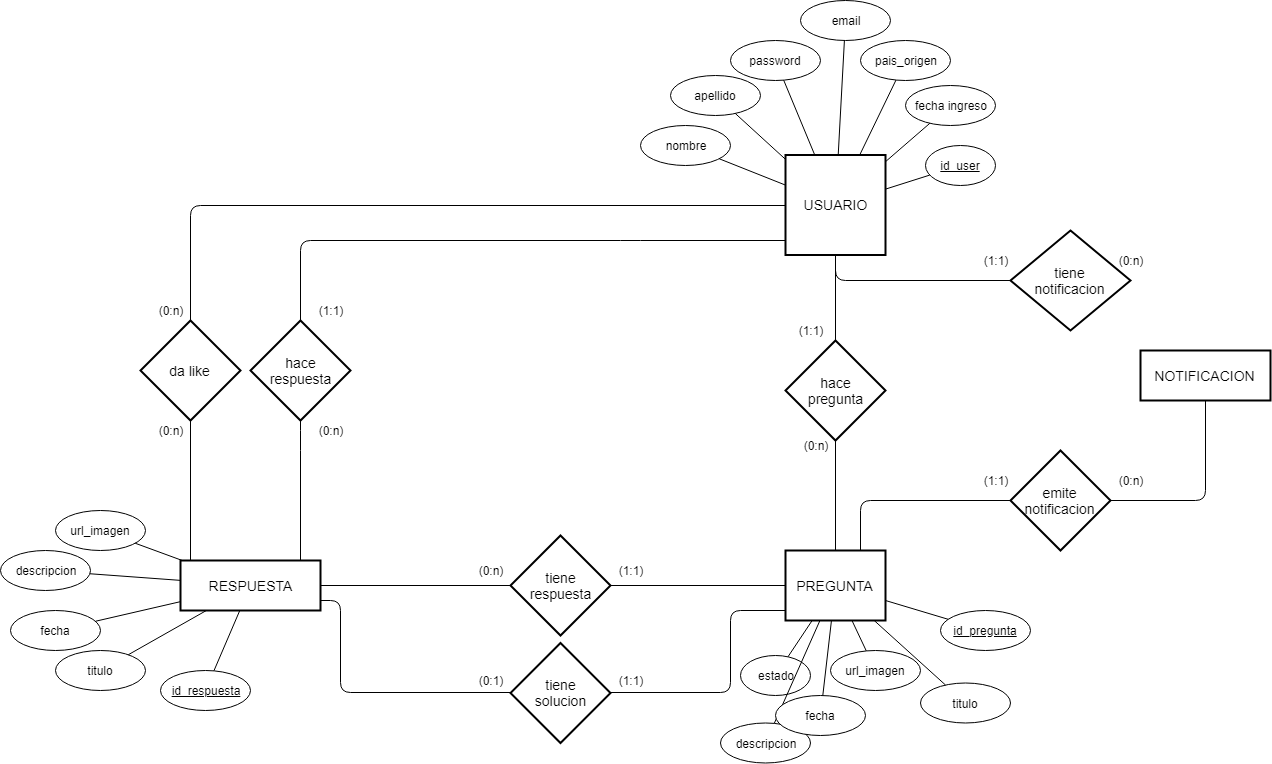 email
password
pais_origen
apellido
fecha ingreso
nombre
id_user
USUARIO
(1:1)
(0:n)
tiene
notificacion
(0:n)
(1:1)
(1:1)
da like
hace
respuesta
hace
pregunta
NOTIFICACION
(0:n)
(0:n)
(0:n)
(1:1)
(0:n)
emite
notificacion
url_imagen
descripcion
RESPUESTA
(0:n)
tiene
respuesta
(1:1)
PREGUNTA
fecha
titulo
id_respuesta
(0:1)
tiene
solucion
(1:1)
id_pregunta
estado
url_imagen
titulo
fecha
descripcion